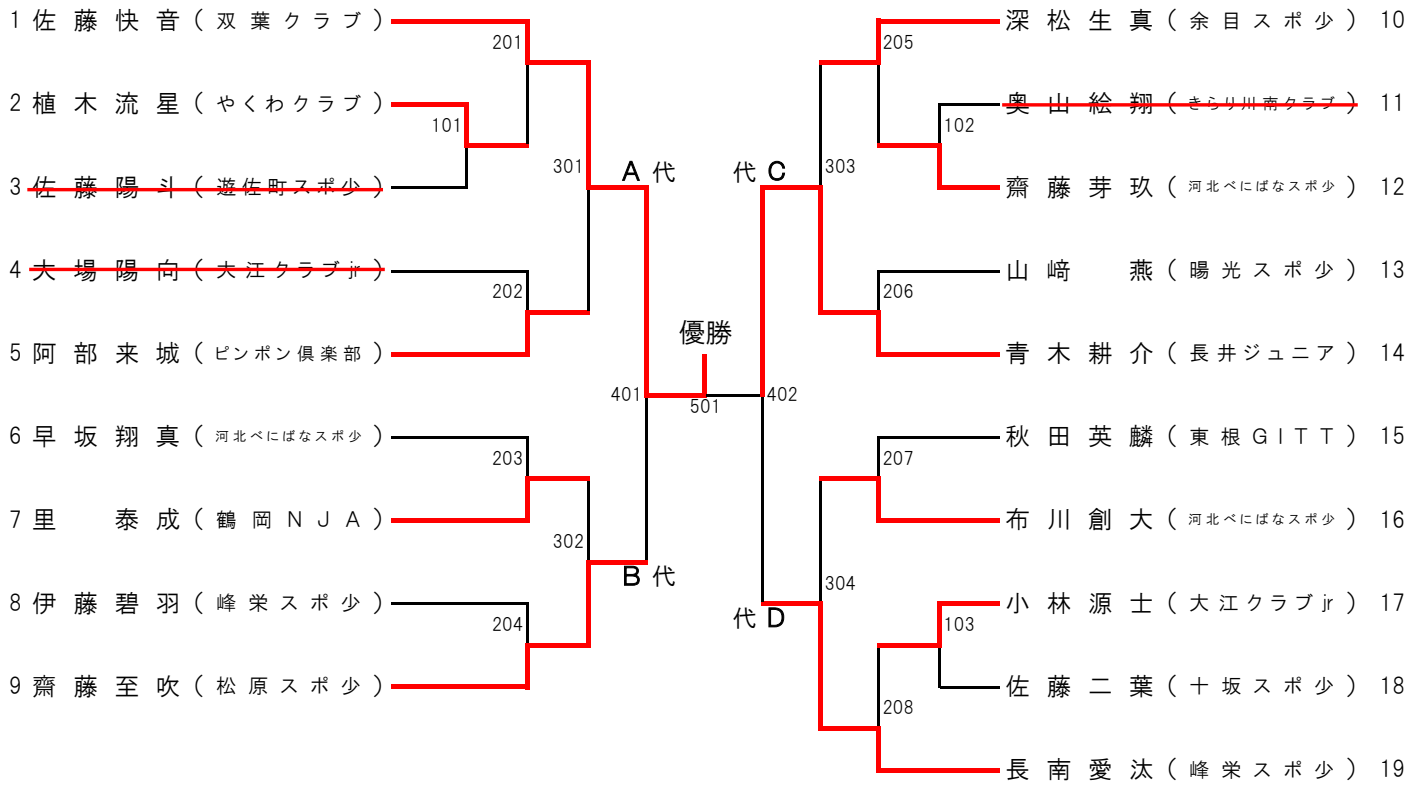 1 佐藤快音（双葉クラブ）
201
2 植木流星（やくわクラブ）
101
3 佐藤陽斗（遊佐町スポ少）
301
A代
4 大場陽向（大江クラブjr）
202
5 阿部来城（ピンポン倶楽部）
401
6 早坂翔真（河北べにばなスポ少）
203
7 里　泰成（鶴岡NJA）
302
B代
8 伊藤碧羽（峰栄スポ少）
204
9 齋藤至吹（松原スポ少）
優勝
501
深松生真（余目スポ少） 10
205
奥山絵翔（きらり川南クラブ） 11
102
代C
303
齋藤芽玖（河北べにばなスポ少） 12
山﨑　燕（暘光スポ少） 13
206
青木耕介（長井ジュニア） 14
402
秋田英麟（東根GITT） 15
207
布川創大（河北べにばなスポ少） 16
304
代D
小林源士（大江クラブjr） 17
103
佐藤二葉（十坂スポ少） 18
208
長南愛汰（峰栄スポ少） 19